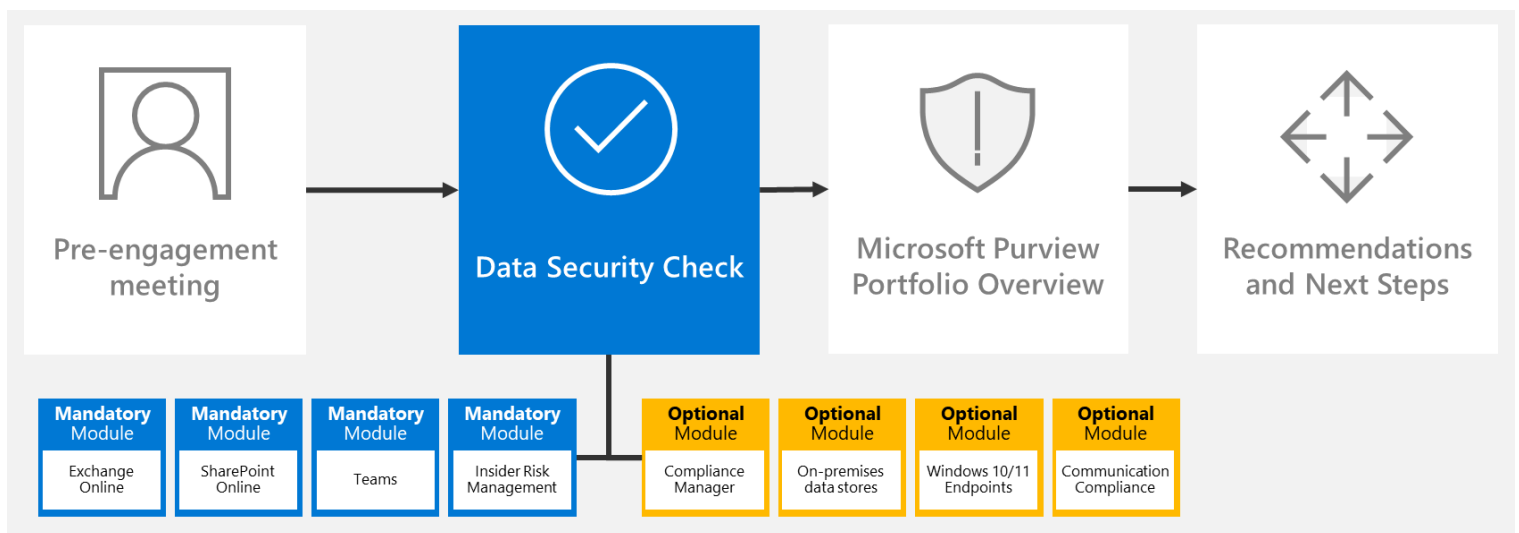 Pre-engagement
meeting
Data Security Check
Microsoft Purview
Portfolio Overview
Recommendations
and Next Steps
Mandatory
Module
Exchange
Online
Mandatory
Module
SharePoint
Online
Mandatory
Module
Teams
Mandatory
Module
Insider Risk
Management
Optional
Module
Compliance
Manager
Optional
Module
On-premises
data stores
Optional
Module
Windows 10/11
Endpoints
Optional
Module
Communication
Compliance